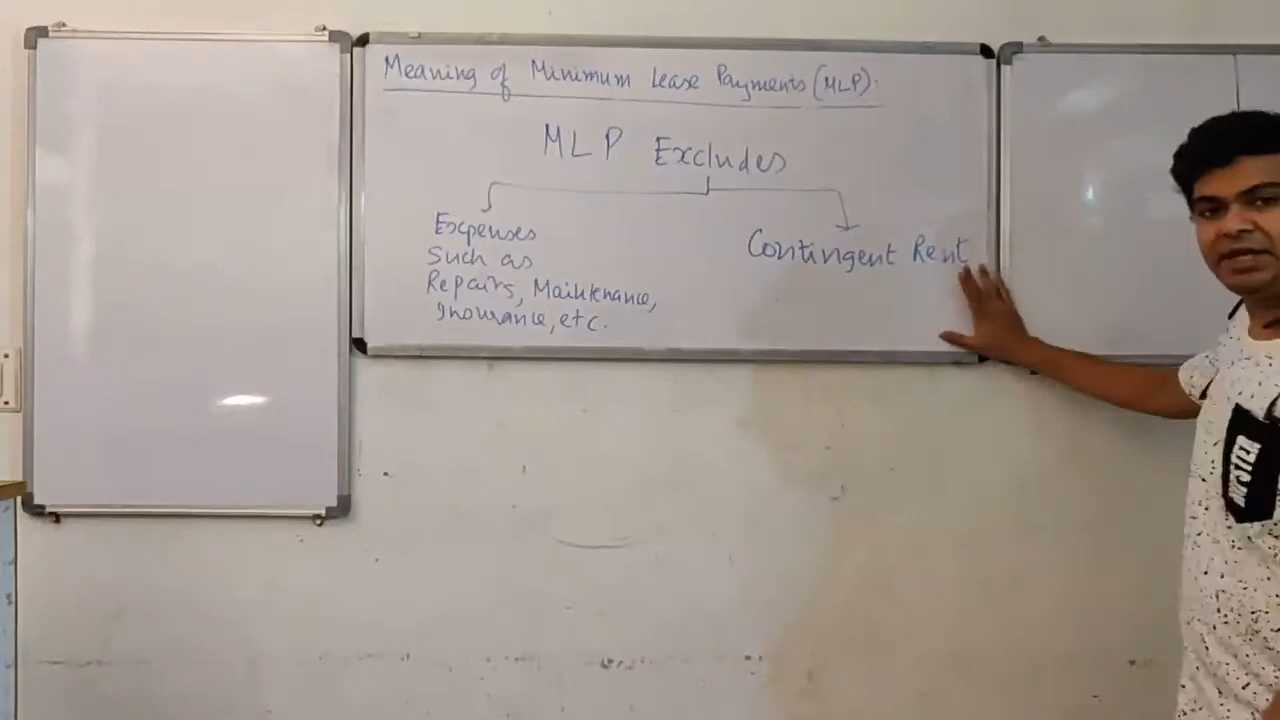 Meaning of Minimum Lease Payments (MLP):
MLP Excludes
Expenses
Such as
Repairs, Maintenance,
Insurance, etc.
Contingent Rent